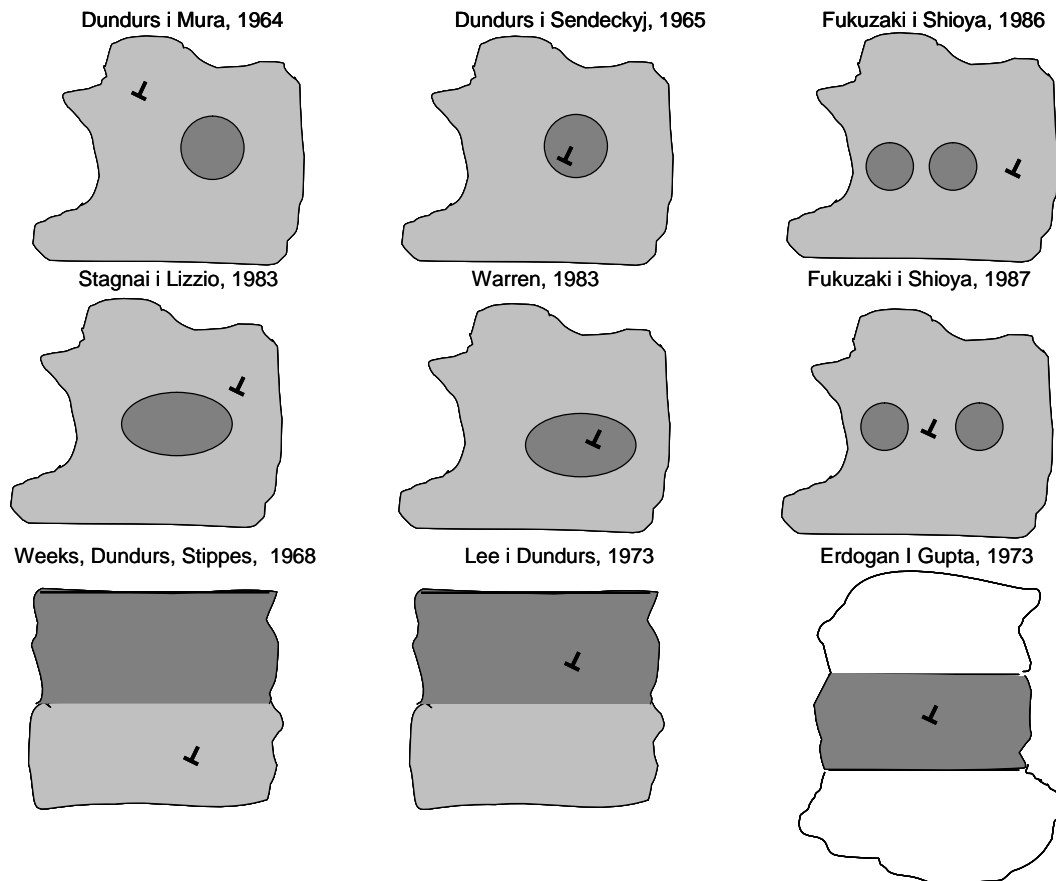 Dundurs i Mura, 1964
Dundurs i Sendeckyj, 1965
Fukuzaki i Shioya, 1986
Stagnai i Lizzio, 1983
Warren, 1983
Fukuzaki i Shioya, 1987
Weeks, Dundurs, Stippes,  1968
Lee i Dundurs, 1973
Erdogan I Gupta, 1973